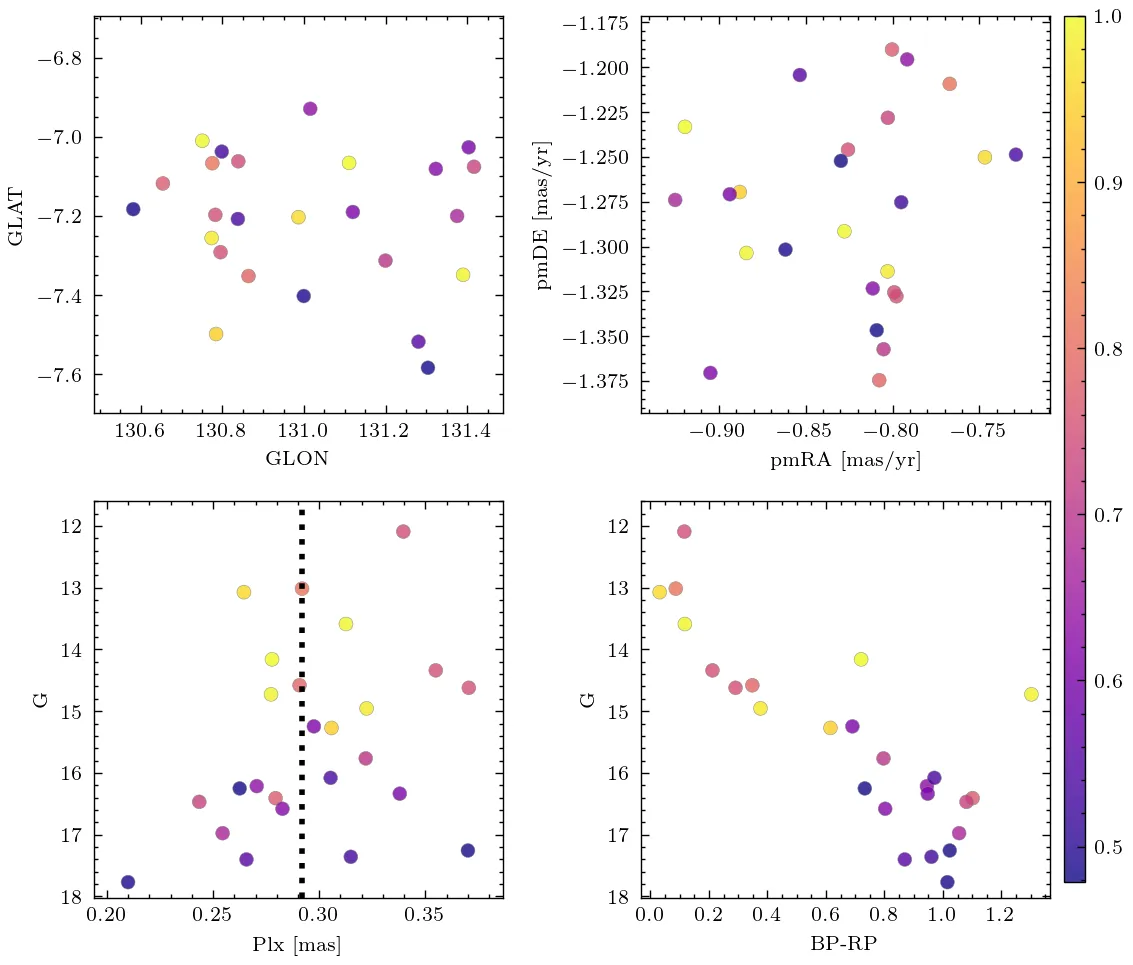 −6.8
−7.0
−7.2
−7.4
−7.6
GLAT
130.6 130.8 131.0 131.2 131.4
GLON
−1.175
−1.200
−1.225
−1.250
−1.275
−1.300
−1.325
−1.350
−1.375
pmDE [mas/yr]
−0.90 −0.85 −0.80 −0.75
pmRA [mas/yr]
12
13
14
15
16
17
18
G
0.20 0.25 0.30 0.35
Plx [mas]
12
13
14
15
16
17
18
G
0.0 0.2 0.4 0.6 0.8 1.0 1.2
BP-RP
1.0
0.9
0.8
0.7
0.6
0.5